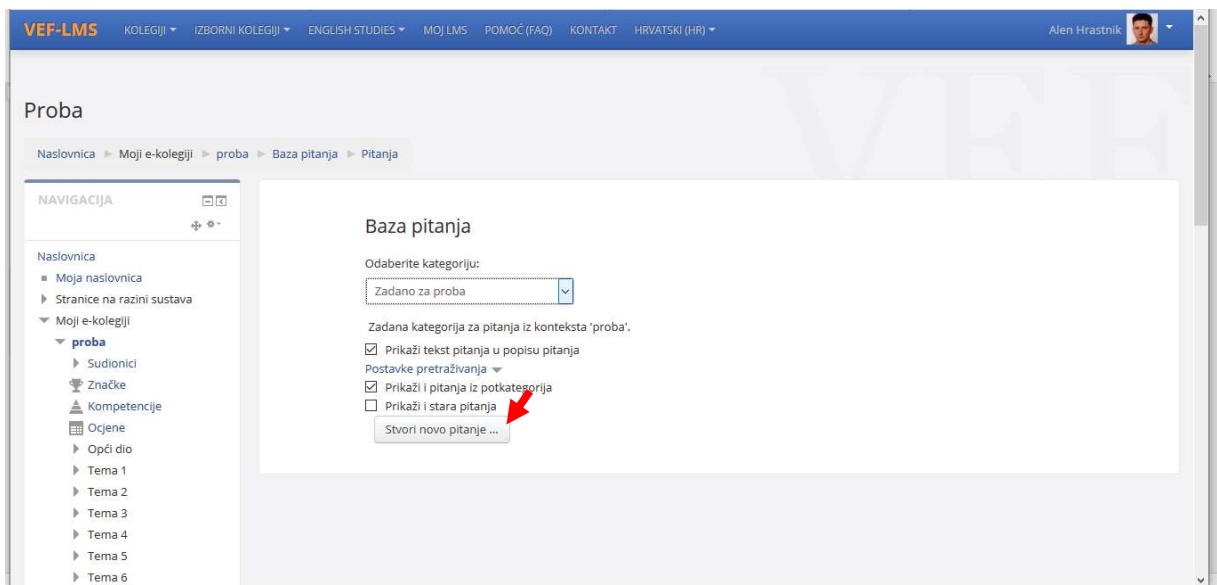 VEF-LMS KOLEGIJI IZBORNI KOLEGIJI ENGLISH STUDIES MOJ LMS POMOĆ (FAQ) KONTAKT HRVATSKI (HR) Alen Hrastnik
VEF
Proba
Naslovnica Moji e-kolegiji proba Baza pitanja Pitanja
NAVIGACIJA
Naslovnica
Moja naslovnica
Stranice na razini sustava
Moji e-kolegiji
proba
Sudionici
Značke
Kompetencije
Ocjene
Opći dio
Tema 1
Tema 2
Tema 3
Tema 4
Tema 5
Tema 6
Baza pitanja
Odaberite kategoriju:
Zadano za proba
Zadana kategorija za pitanja iz konteksta 'proba'.
Prikaži tekst pitanja u popisu pitanja
Postavke pretraživanja
Prikaži i pitanja iz potkategorija
Prikaži i stara pitanja
Stvori novo pitanje ...